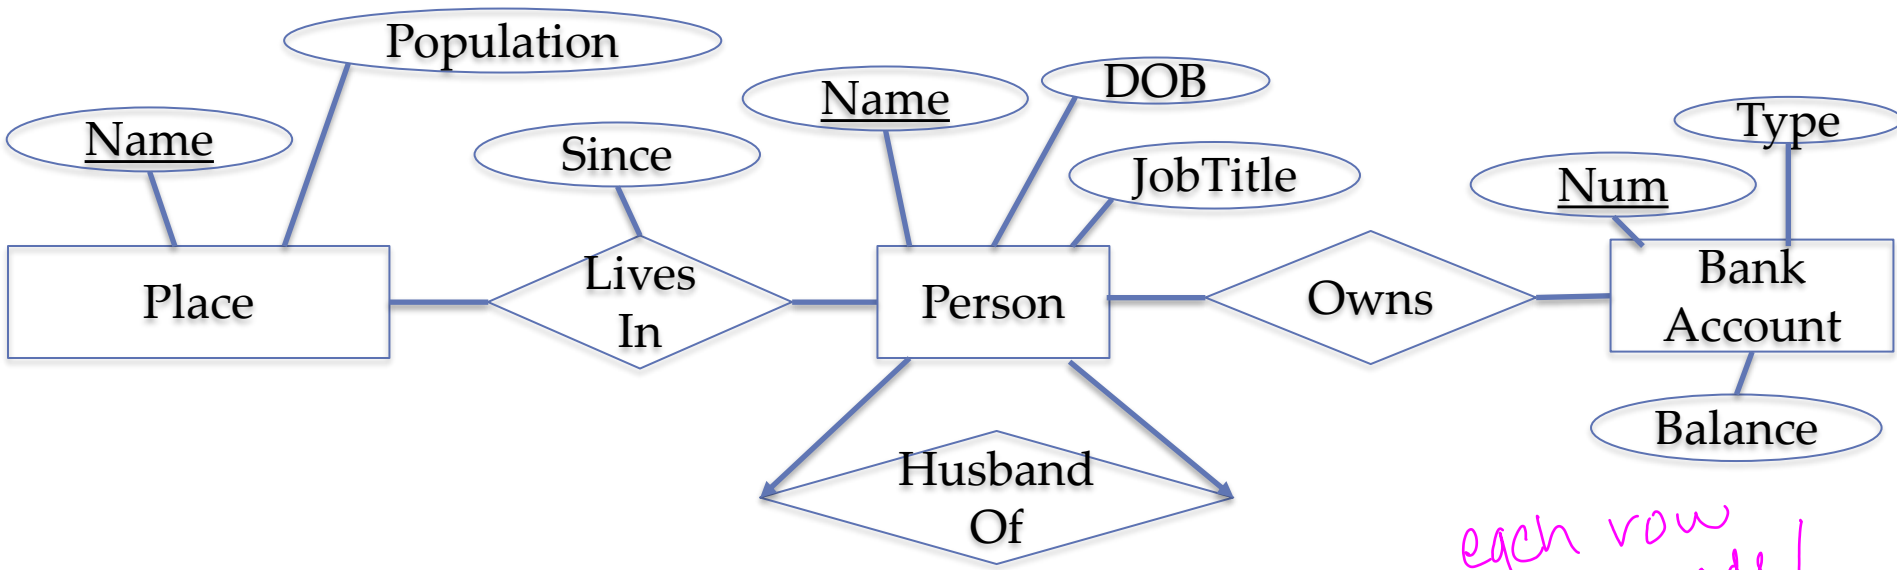 Population
DOB
Name
Type
Name
Since
JobTitle
Num
Place
Lives
In
Person
Owns
Bank
Account
Balance
Husband
Of
each row